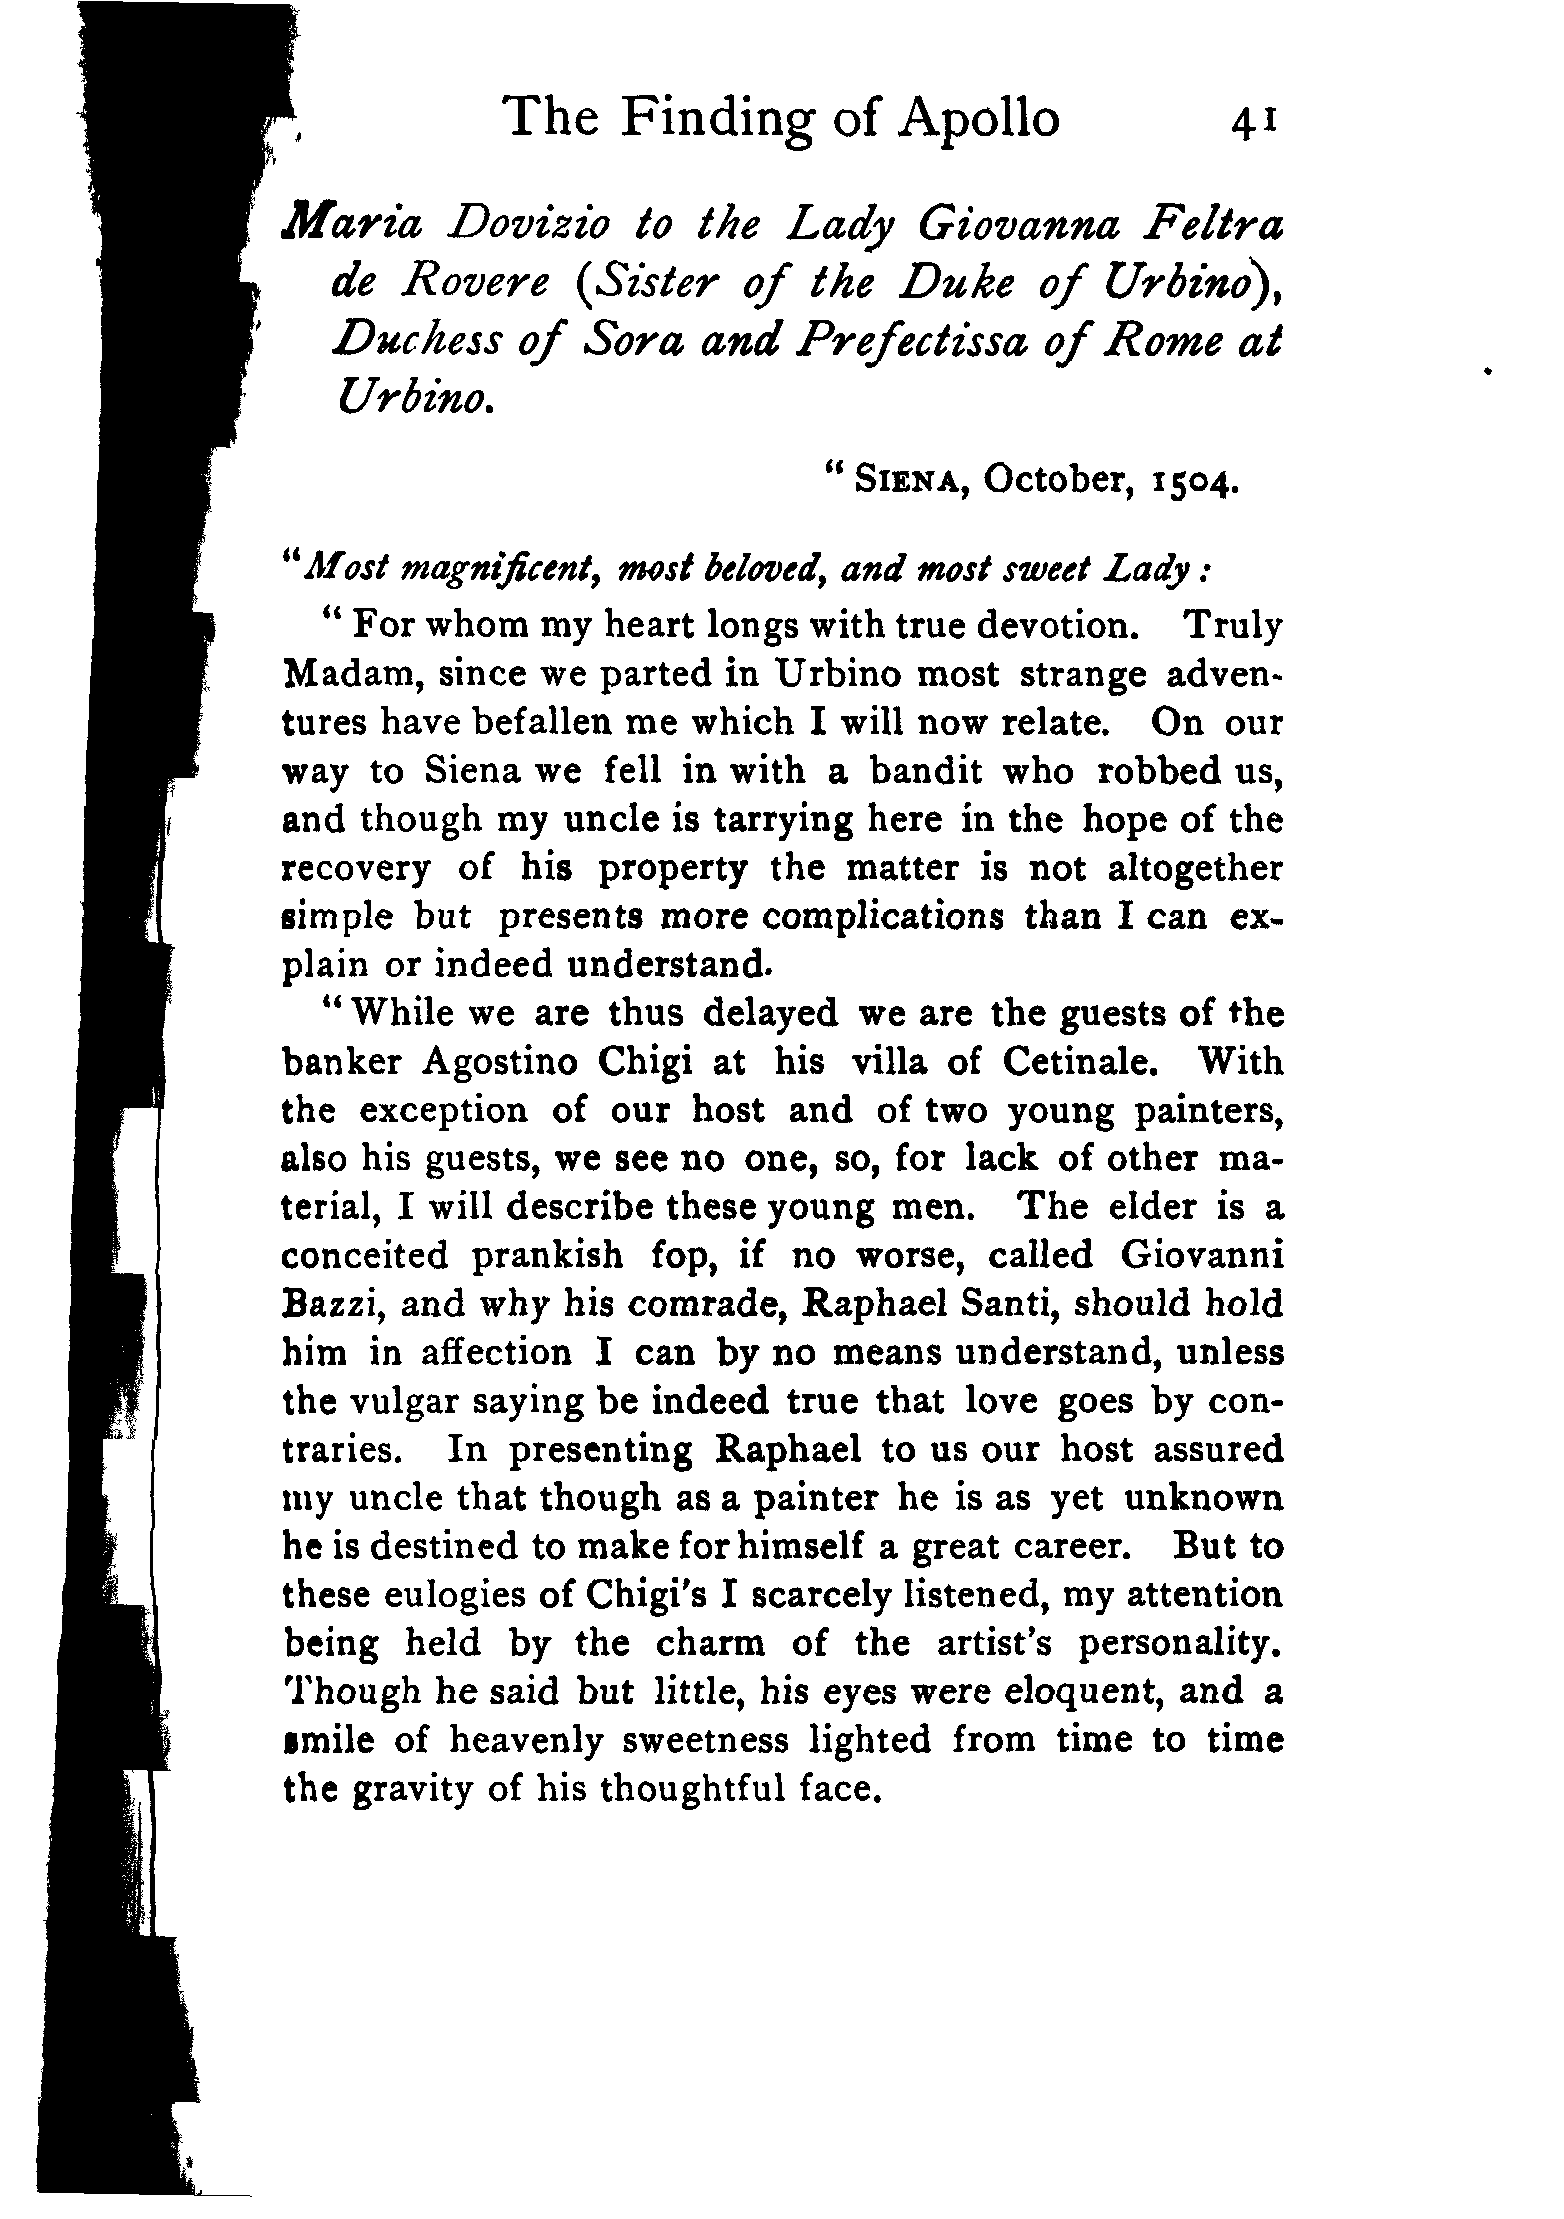 The Finding of Apollo 41
Maria Dovizio to the Lady Giovanna Feltra
de Rovere (Sister of the Duke of Urbino),
Duchess of Sora and Prefectissa of Rome at
Urbino.
" SIENA, October, 1504.
"Most magnificent, most beloved, and most sweet Lady :
" For whom my heart longs with true devotion. Truly
Madam, since we parted in Urbino most strange adven-
tures have befallen me which I will now relate. On our
way to Siena we fell in with a bandit who robbed us,
and though my uncle is tarrying here in the hope of the
recovery of his property the matter is not altogether
simple but presents more complications than I can ex-
plain or indeed understand.
" While we are thus delayed we are the guests of the
banker Agostino Chigi at his villa of Cetinale. With
the exception of our host and of two young painters,
also his guests, we see no one, so, for lack of other ma-
terial, I will describe these young men. The elder is a
conceited prankish fop, if no worse, called Giovanni
Bazzi, and why his comrade, Raphael Santi, should hold
him in affection I can by no means understand, unless
the vulgar saying be indeed true that love goes by con-
traries. In presenting Raphael to us our host assured
my uncle that though as a painter he is as yet unknown
he is destined to make for himself a great career. But to
these eulogies of Chigi's I scarcely listened, my attention
being held by the charm of the artist's personality.
Though he said but little, his eyes were eloquent, and a
smile of heavenly sweetness lighted from time to time
the gravity of his thoughtful face.